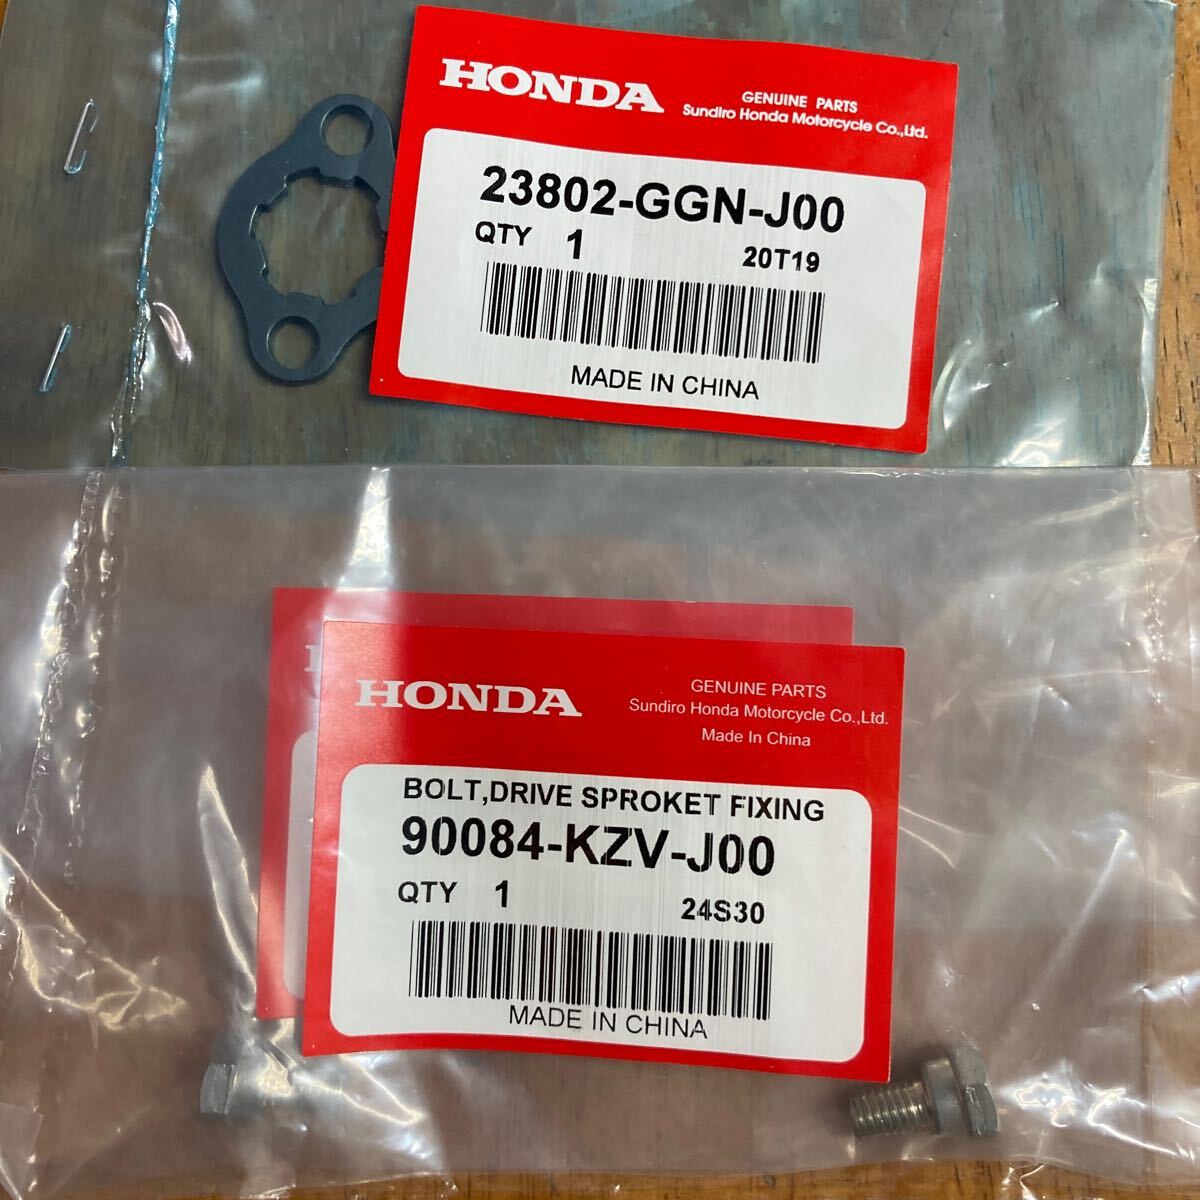 HONDA
GENUINE PARTS
Sundiro Honda Motorcycle Co.,Ltd.
23802-GGN-J00
QTY 1 20T19
MADE IN CHINA
HONDA
GENUINE PARTS
Sundiro Honda Motorcycle Co.,Ltd.
Made In China
BOLT,DRIVE SPROKET FIXING
90084-KZV-J00
QTY 1 24S30
MADE IN CHINA